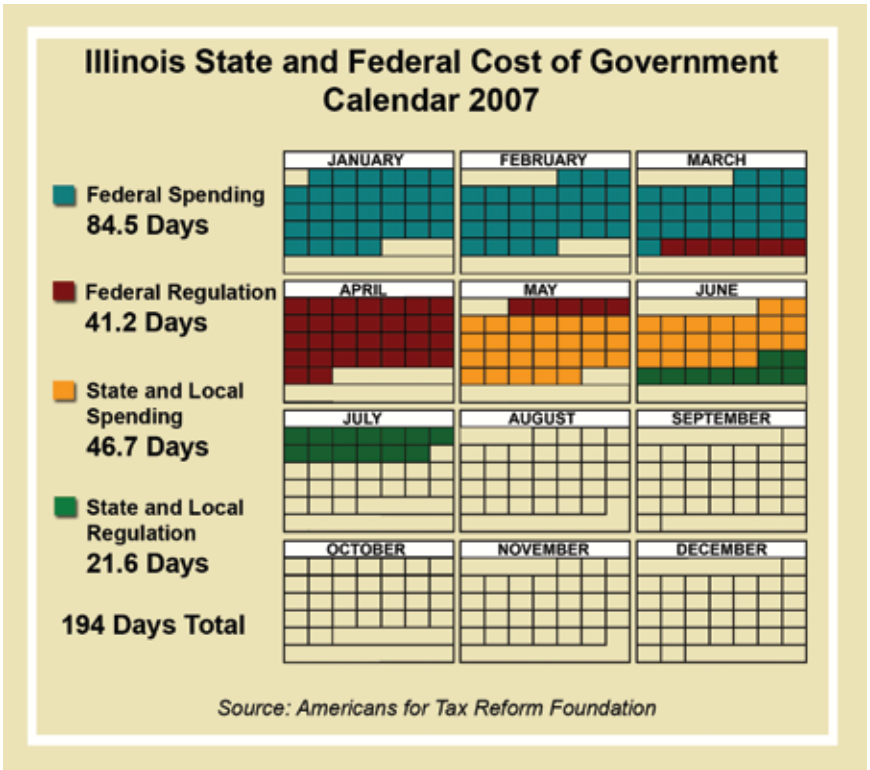 Illinois State and Federal Cost of Government
Calendar 2007
Federal Spending
84.5 Days
Federal Regulation
41.2 Days
State and Local
Spending
46.7 Days
State and Local
Regulation
21.6 Days
194 Days Total
JANUARY
FEBRUARY
MARCH
APRIL
MAY
JUNE
JULY
AUGUST
SEPTEMBER
OCTOBER
NOVEMBER
DECEMBER
Source: Americans for Tax Reform Foundation